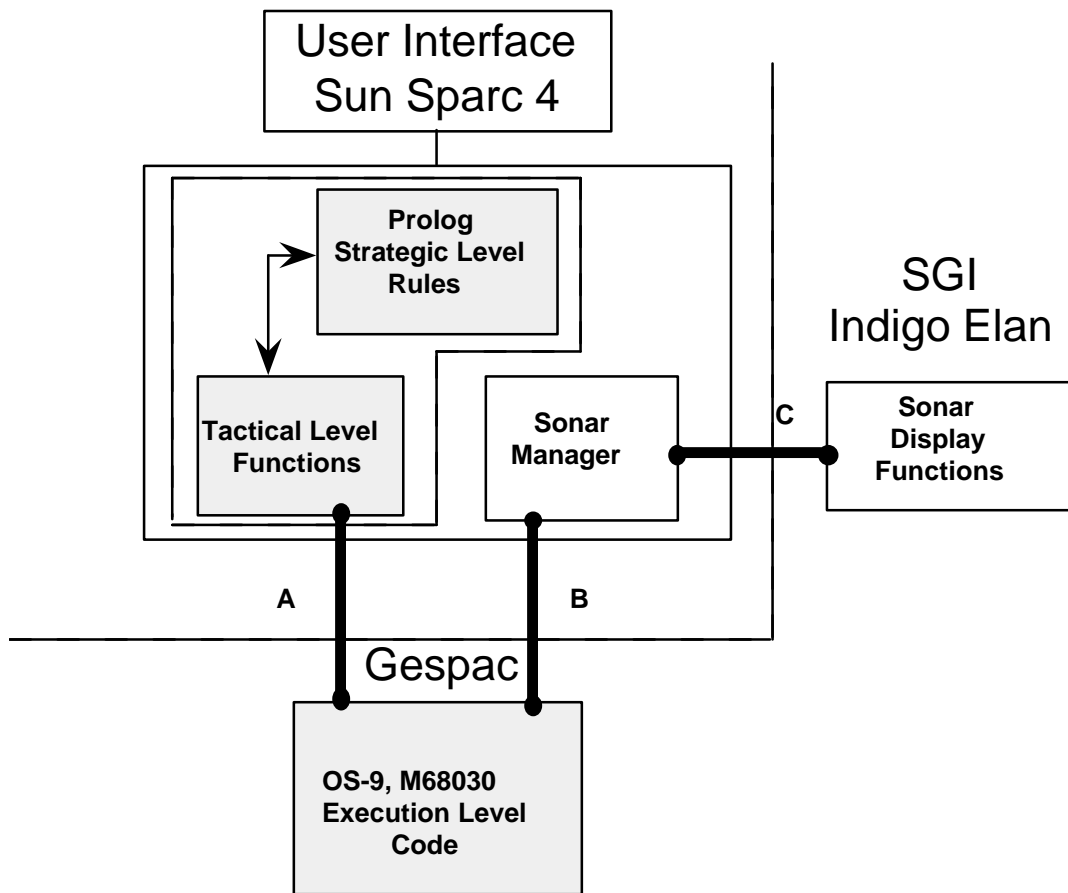 User Interface
Sun Sparc 4
Prolog
Strategic Level
Rules
SGI
Indigo Elan
Tactical Level
Functions
Sonar
Manager
C
Sonar
Display
Functions
A
B
Gespac
OS-9, M68030
Execution Level
Code